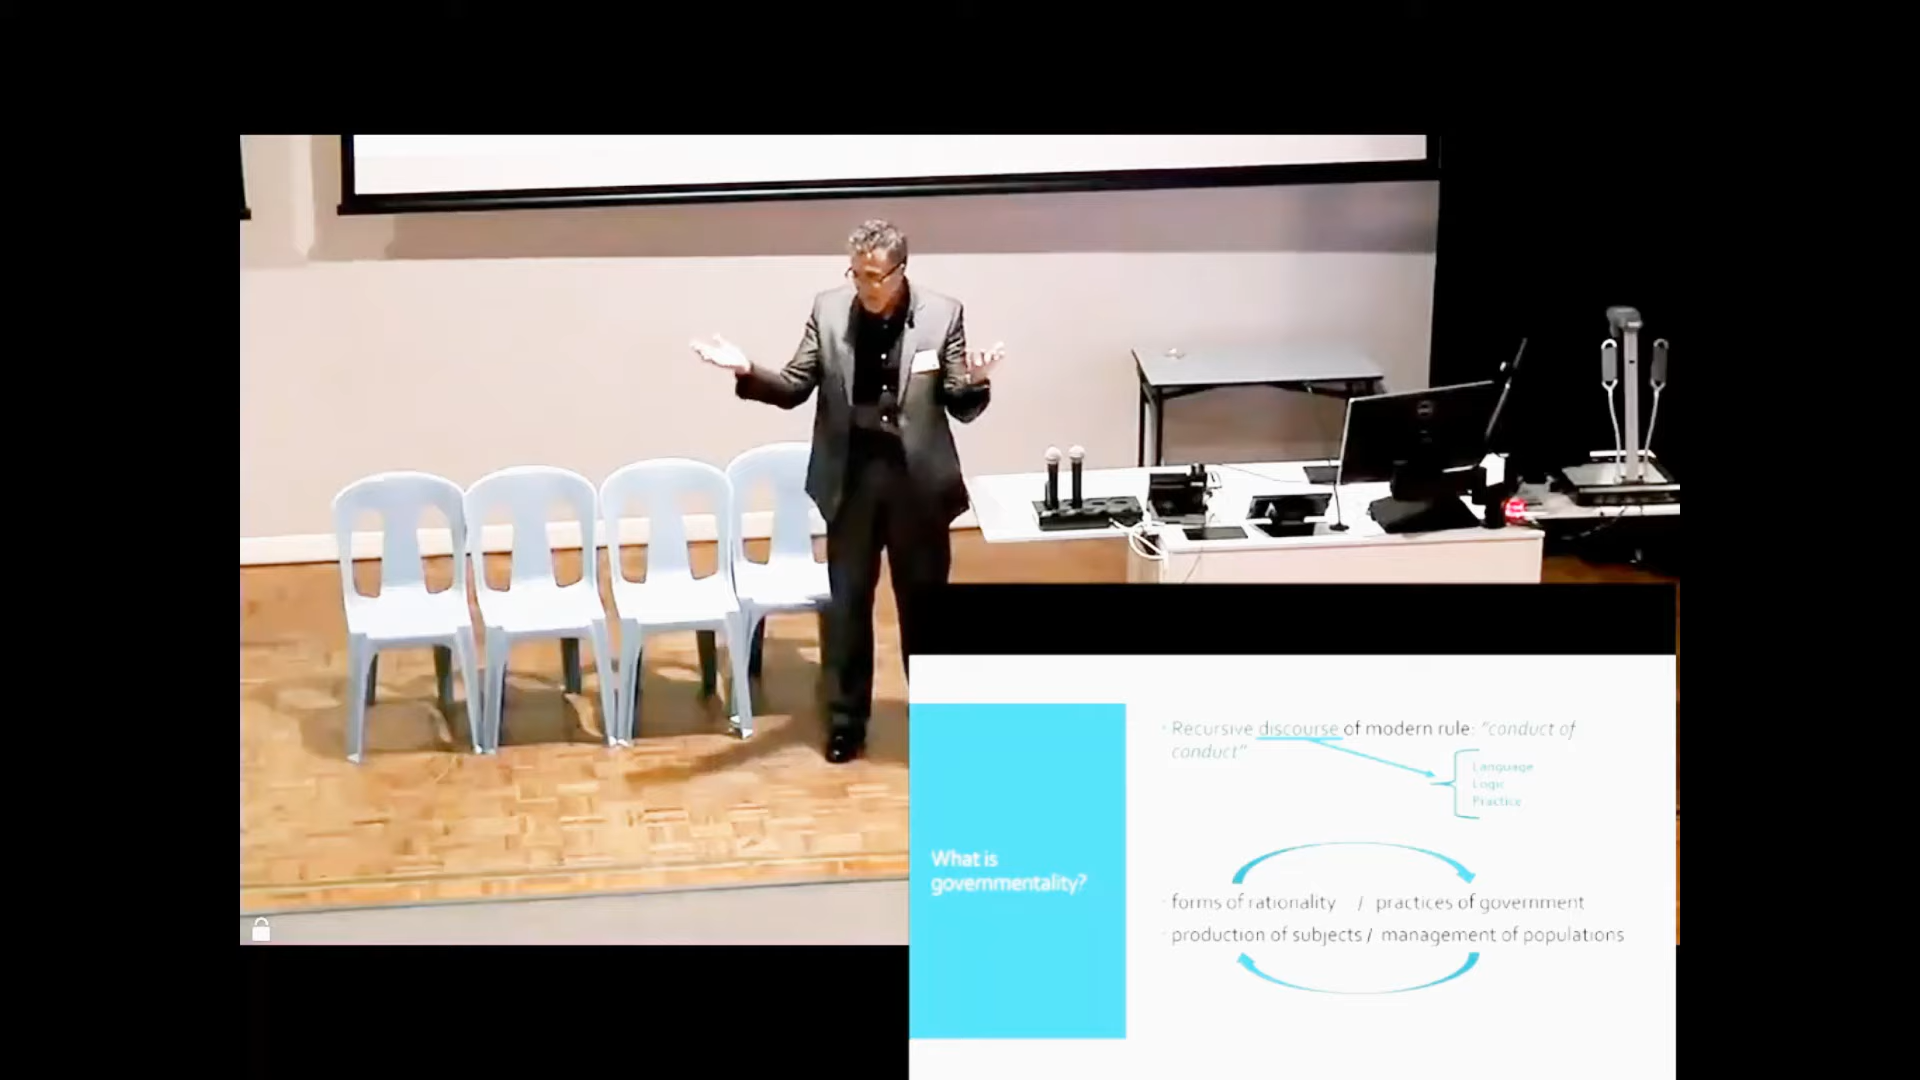 What is
governmentality?
Recursive discourse of modern rule: "conduct of
conduct"
Language
Logic
Practice
forms of rationality / practices of government
production of subjects / management of populations